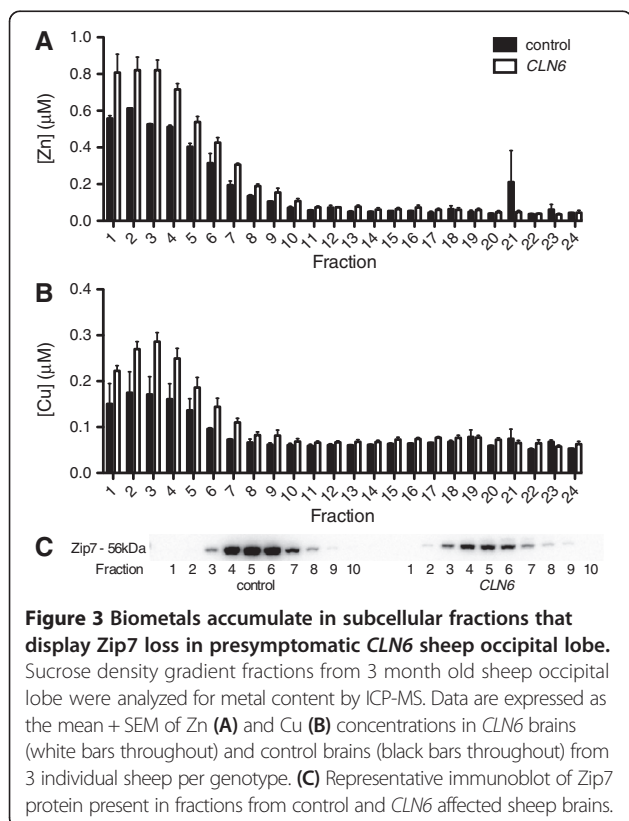 A
1.0
0.8
0.6
0.4
0.2
0.0
[Zn] (μM)
control
CLN6
1 2 3 4 5 6 7 8 9 10 11 12 13 14 15 16 17 18 19 20 21 22 23 24
Fraction
B
0.4
0.3
0.2
0.1
0.0
[Cu] (μM)
1 2 3 4 5 6 7 8 9 10 11 12 13 14 15 16 17 18 19 20 21 22 23 24
Fraction
C
Zip7 - 56kDa
Fraction 1 2 3 4 5 6 7 8 9 10 1 2 3 4 5 6 7 8 9 10
control CLN6
Figure 3 Biometals accumulate in subcellular fractions that
display Zip7 loss in presymptomatic CLN6 sheep occipital lobe.
Sucrose density gradient fractions from 3 month old sheep occipital
lobe were analyzed for metal content by ICP-MS. Data are expressed as
the mean + SEM of Zn (A) and Cu (B) concentrations in CLN6 brains
(white bars throughout) and control brains (black bars throughout) from
3 individual sheep per genotype. (C) Representative immunoblot of Zip7
protein present in fractions from control and CLN6 affected sheep brains.